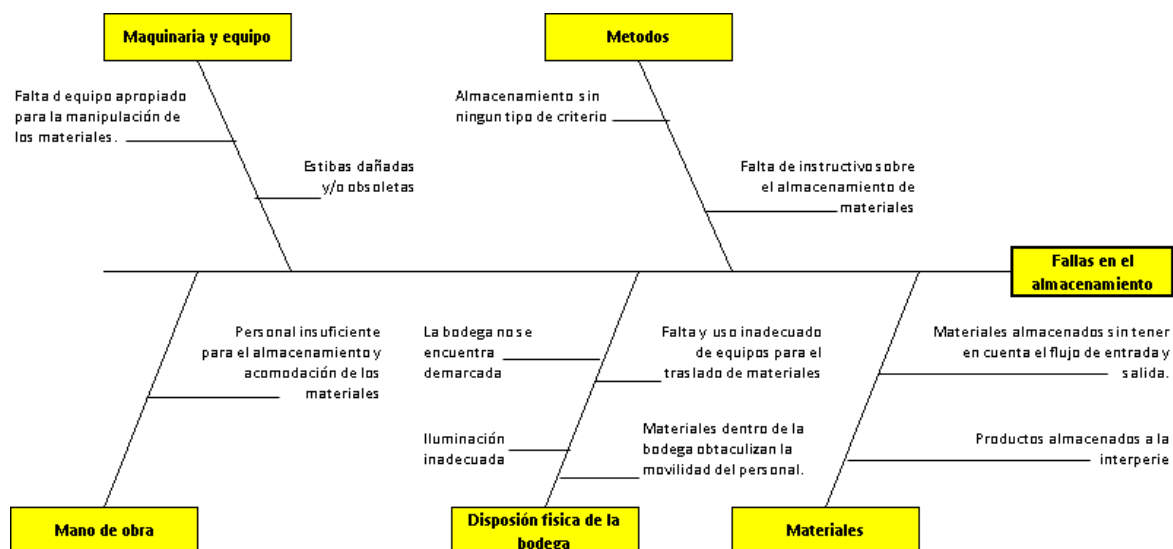 Maquinaria y equipo
Metodos
Falta d equipo apropiado
para la manipulación de
los materiales.
Estibas dañadas
y/o obsoletas
Almacenamiento sin
ningun tipo de criterio
Falta de instructivo sobre
el almacenamiento de
materiales
Fallas en el
almacenamiento
Personal insuficiente
para el almacenamiento y
acomodación de los
materiales
La bodega no se
encuentra
demarcada
Falta y uso inadecuado
de equipos para el
traslado de materiales
Materiales almacenados sin tener
en cuenta el flujo de entrada y
salida.
Iluminación
inadecuada
Materiales dentro de la
bodega obtaculizan la
movilidad del personal.
Productos almacenados a la
interperie
Mano de obra
Disposión fisica de la
bodega
Materiales